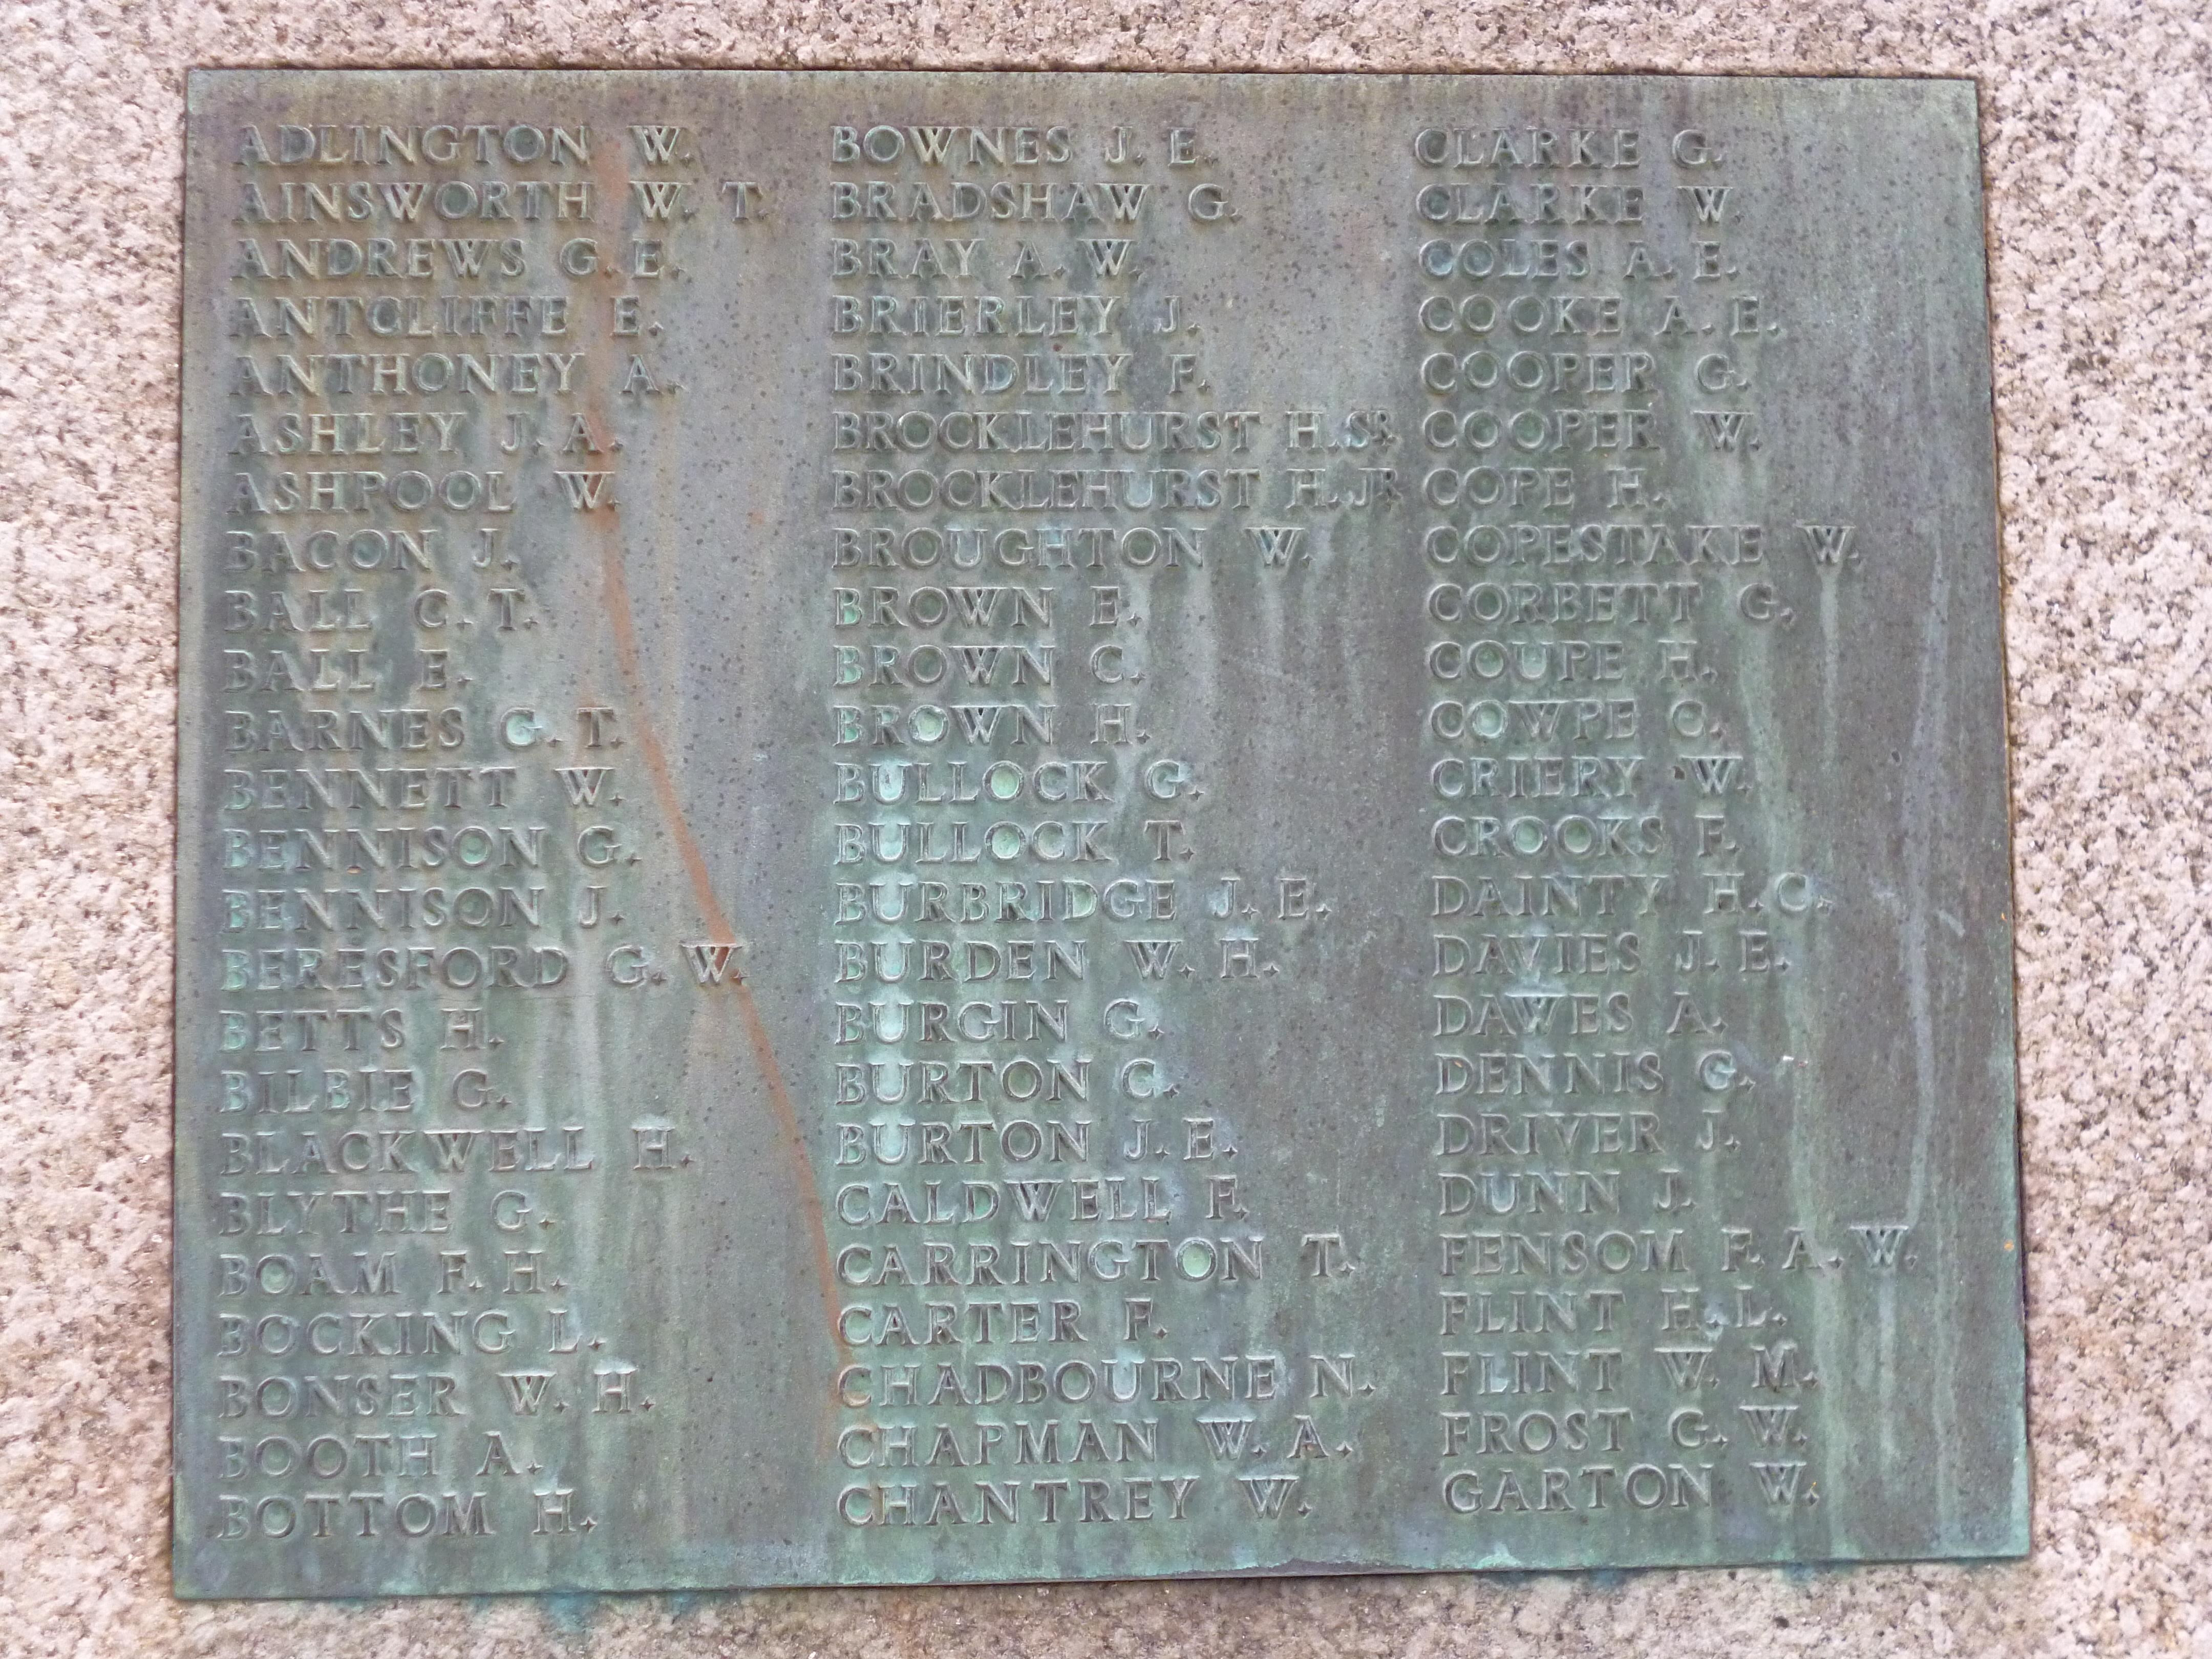 ADLINGTON W.
AINSWORTH W. T.
ANDREWS G. E.
ANTCLIFFE E.
ANTHONEY A.
ASHLEY J. A.
ASHPOOL W.
BACON J.
BALL C. T.
BALL E.
BARNES G. T.
BENNETT W.
BENNISON G.
BENNISON J.
BERESFORD G. W.
BETTS H.
BILBIE G.
BLACKWELL H.
BLYTHE G.
BOAM F. H.
BOCKING L.
BONSER W. H.
BOOTH A.
BOTTOM H.
BOWNES J. E.
BRADSHAW G.
BRAY A. W.
BRIERLEY J.
BRINDLEY F.
BROCKLEHURST H. SR
BROCKLEHURST H. JR
BROUGHTON W.
BROWN E.
BROWN C.
BROWN H.
BULLOCK G.
BULLOCK T.
BURBRIDGE J. E.
BURDEN W. H.
BURGIN G.
BURTON C.
BURTON J. E.
CALDWELL F.
CARRINGTON T.
CARTER F.
CHADBOURNE N.
CHAPMAN W. A.
CHANTREY W.
CLARKE G.
CLARKE W.
COLES A. E.
COOKE A. E.
COOPER G.
COOPER W.
COPE H.
COPESTAKE W.
CORBETT G.
COUPE H.
COWPE C.
CRIERY W.
CROOKS F.
DAINTY H. C.
DAVIES J. E.
DAWES A.
DENNIS G.
DRIVER J.
DUNN J.
FENSOM F. A. W.
FLINT H. L.
FLINT W. M.
FROST G. W.
GARTON W.